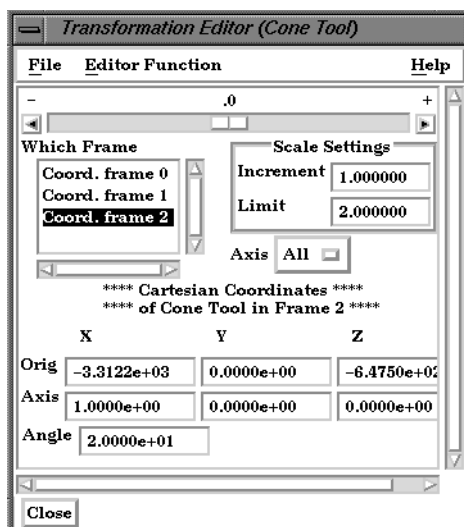 Transformation Editor (Cone Tool)
File Editor Function Help
- .0 +
Which Frame
Coord. frame 0
Coord. frame 1
Coord. frame 2
Scale Settings
Increment 1.000000
Limit 2.000000
Axis All
**** Cartesian Coordinates ****
**** of Cone Tool in Frame 2 ****
X Y Z
Orig -3.3122e+03 0.0000e+00 -6.4750e+02
Axis 1.0000e+00 0.0000e+00 0.0000e+00
Angle 2.0000e+01
Close